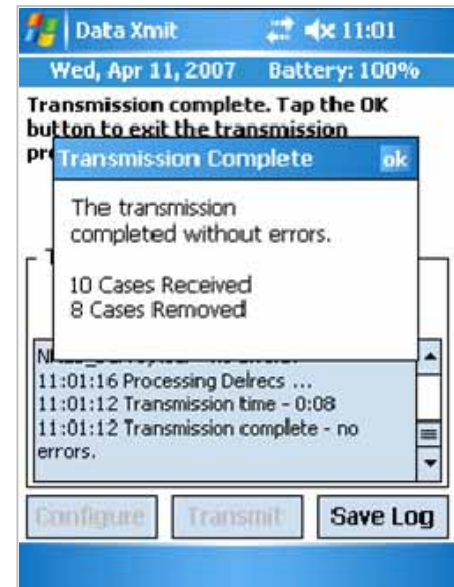 Data Xmit 11:01
Wed, Apr 11, 2007 Battery: 100%
Transmission complete. Tap the OK
button to exit the transmission
Transmission Complete ok
The transmission
completed without errors.
10 Cases Received
8 Cases Removed
11:01:16 Processing Delrecs ...
11:01:12 Transmission time - 0:08
11:01:12 Transmission complete - no
errors.
Configure Transmit Save Log